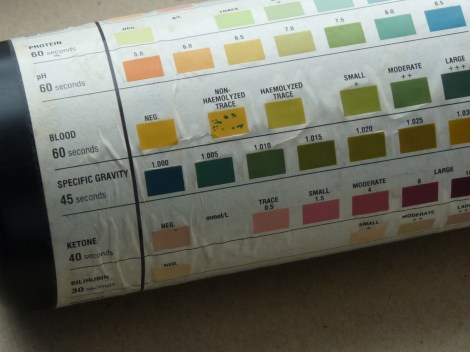 PROTEIN
60 seconds
NEG.
TRACE
+
++
+++
pH
60 seconds
5.0 6.0 6.5 7.0 7.5 8.0 8.5
BLOOD
60 seconds
NEG.
NON-
HAEMOLYZED
TRACE
HAEMOLYZED
TRACE
SMALL
+
MODERATE
++
LARGE
+++
SPECIFIC GRAVITY
45 seconds
1.000 1.005 1.010 1.015 1.020 1.025
KETONE
40 seconds
NEG. mmol/L
TRACE
0.5
SMALL
1.5
MODERATE
4
8
LARGE
BILIRUBIN
30 seconds
NEG.
SMALL
+
MODERATE
++